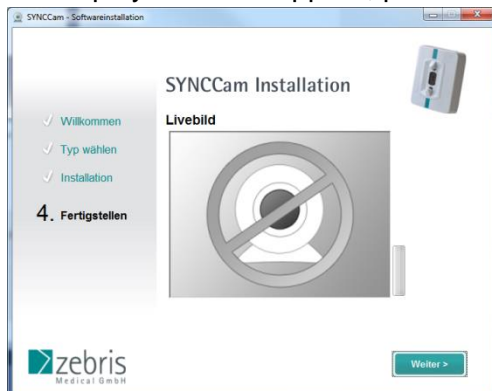 SYNCCam - Softwareinstallation
SYNCCam Installation
Willkommen
Typ wählen
Installation
4. Fertigstellen
Livebild
zebris
Medical GmbH
Weiter >